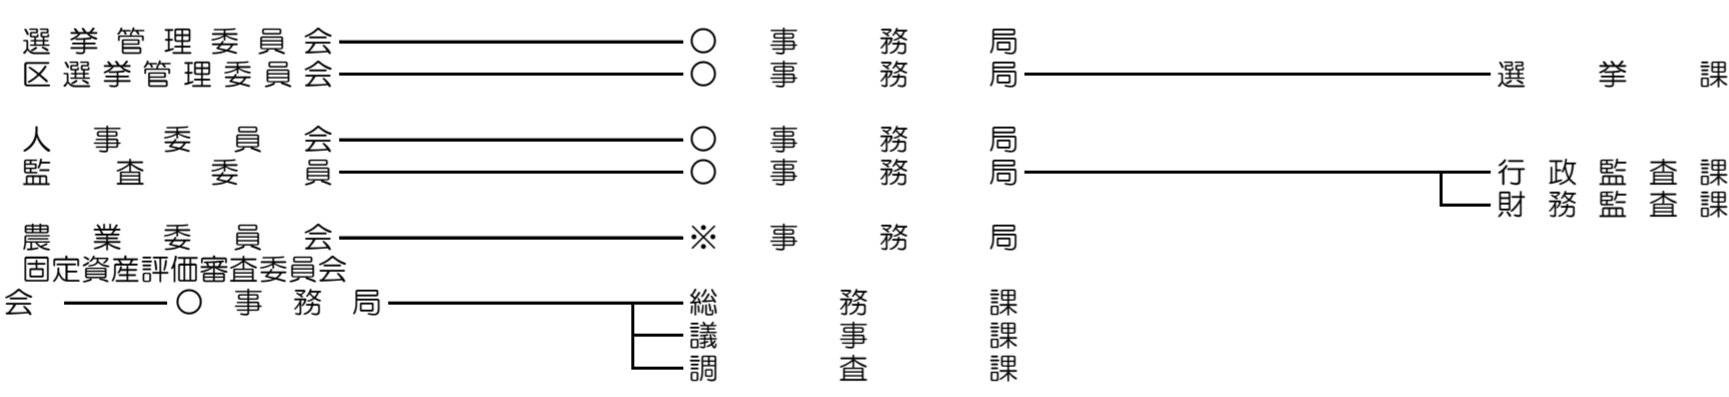 選挙管理委員会 ○事務局
区選挙管理委員会 ○事務局 選挙課
人事委員会 ○事務局
監査委員 ○事務局 行政監査課
財務監査課
農業委員会 ※事務局
固定資産評価審査委員会
会 ○事務局 総務課
議事課
調査課